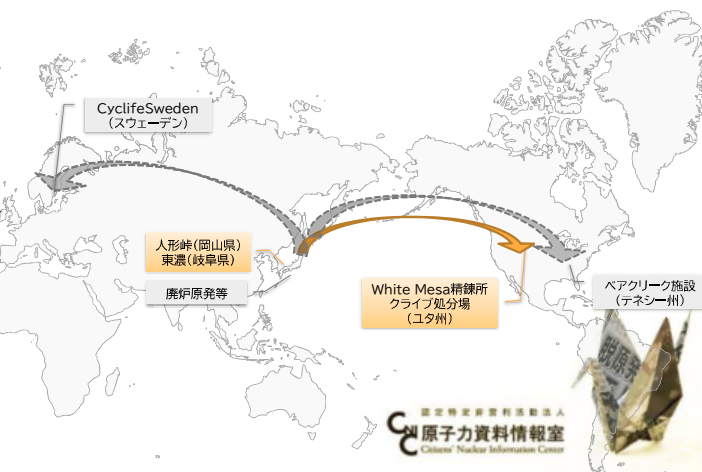 CyclifeSweden
（スウェーデン）
人形峠（岡山県）
東濃（岐阜県）
廃炉原発等
White Mesa精錬所
クライブ処分場
（ユタ州）
ベアクリーク施設
（テネシー州）
脱原発
認定特定非営利活動法人
CNIC 原子力資料情報室
Citizens' Nuclear Information Center